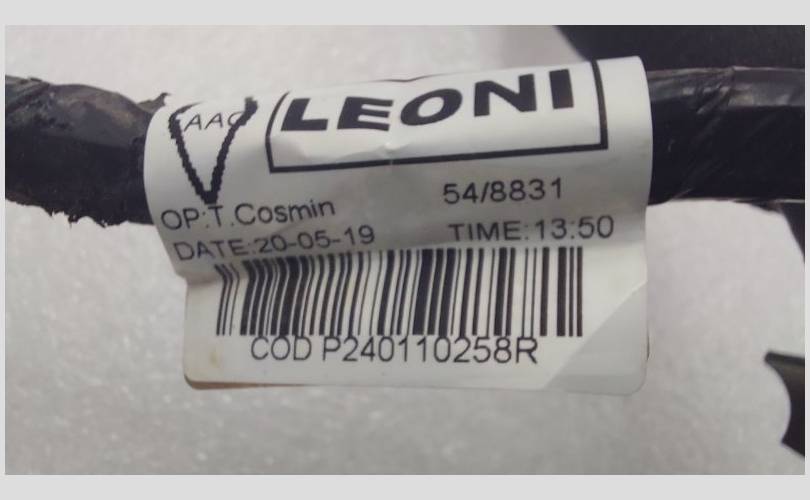 AAC LEONI
OP:T.Cosmin 54/8831
DATE:20-05-19 TIME:13:50
COD P240110258R